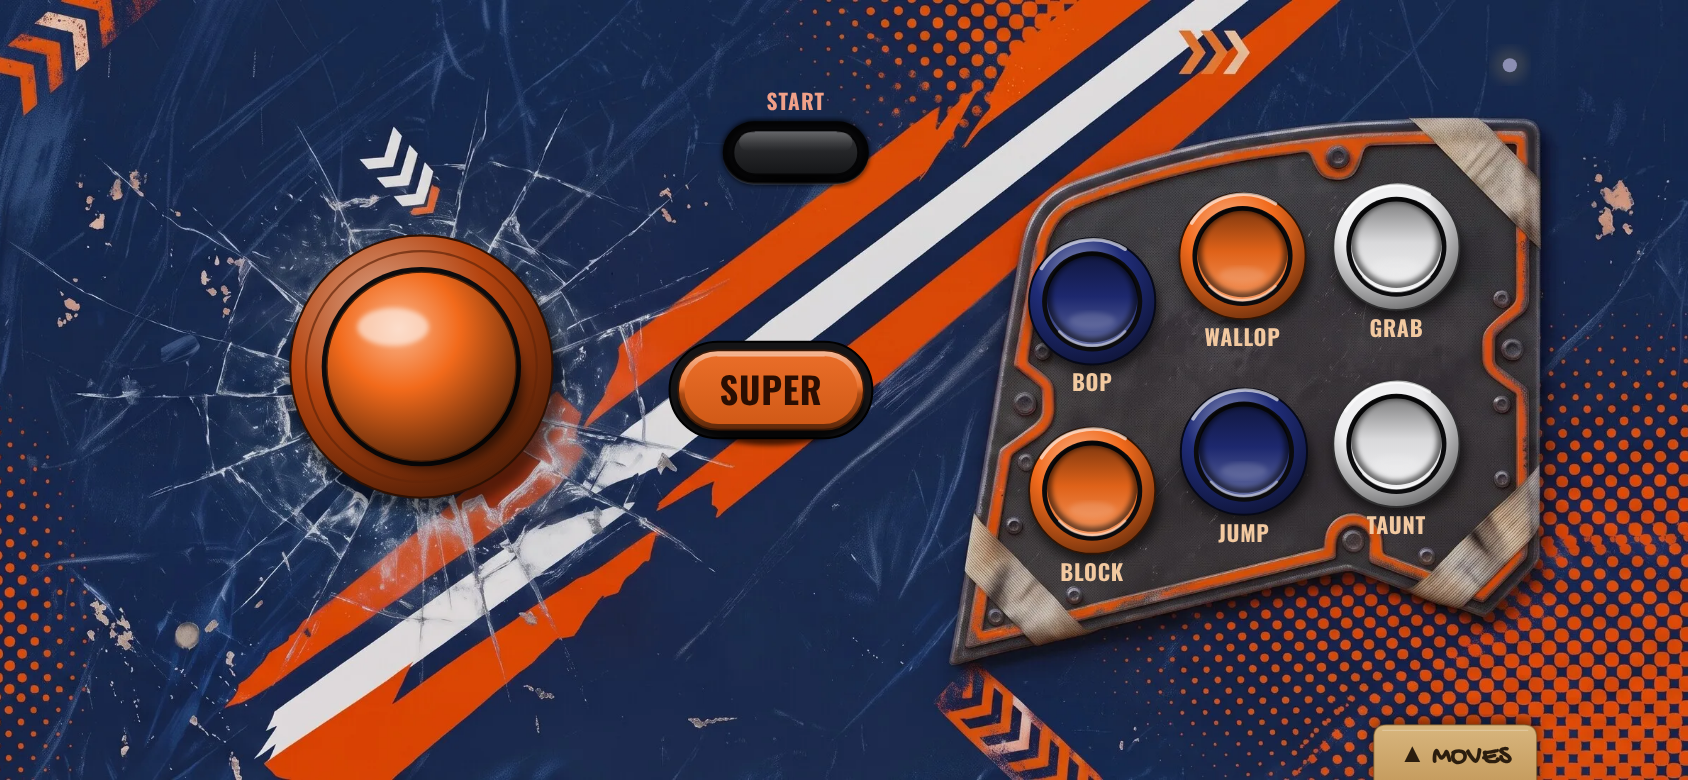 START
SUPER
BOP
WALLOP
GRAB
BLOCK
JUMP
TAUNT
▲ MOVES